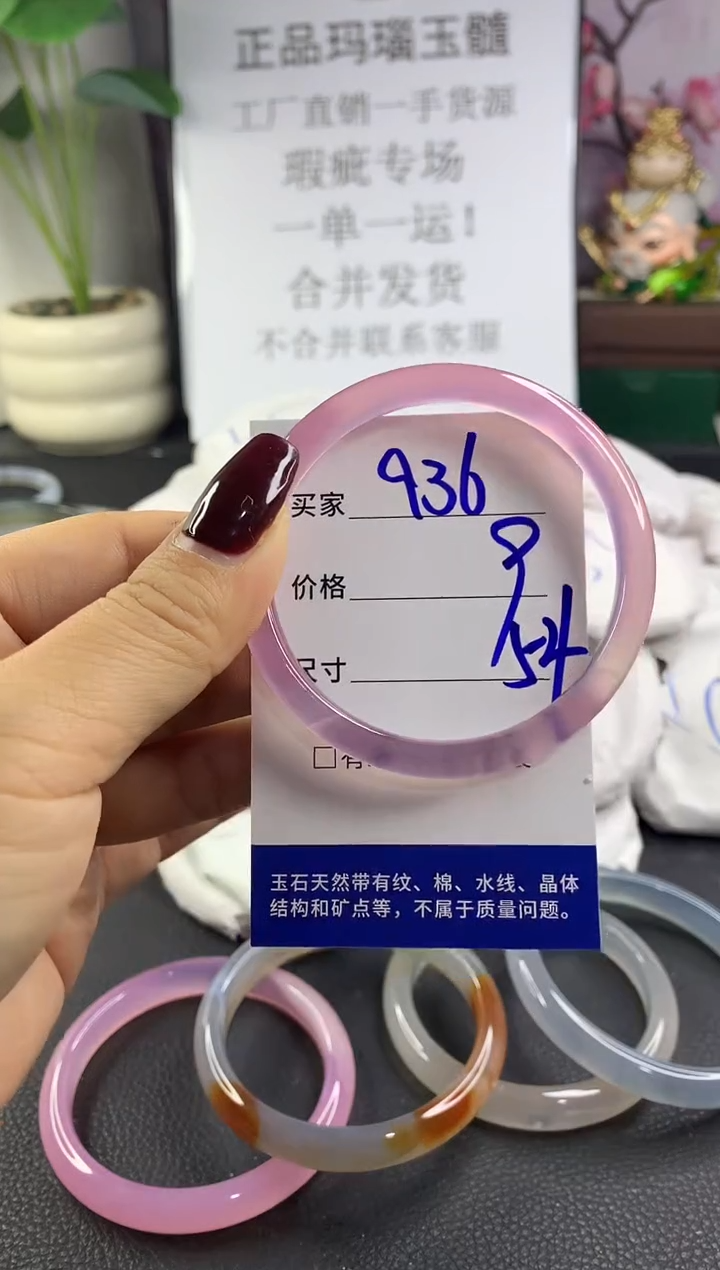 正品玛瑙玉髓
工厂直销一手货源
瑕疵专场
一单一运!
合并发货
不合并联系客服
买家 936
价格
尺寸 54
玉石天然带有纹、棉、水线、晶体
结构和矿点等，不属于质量问题。